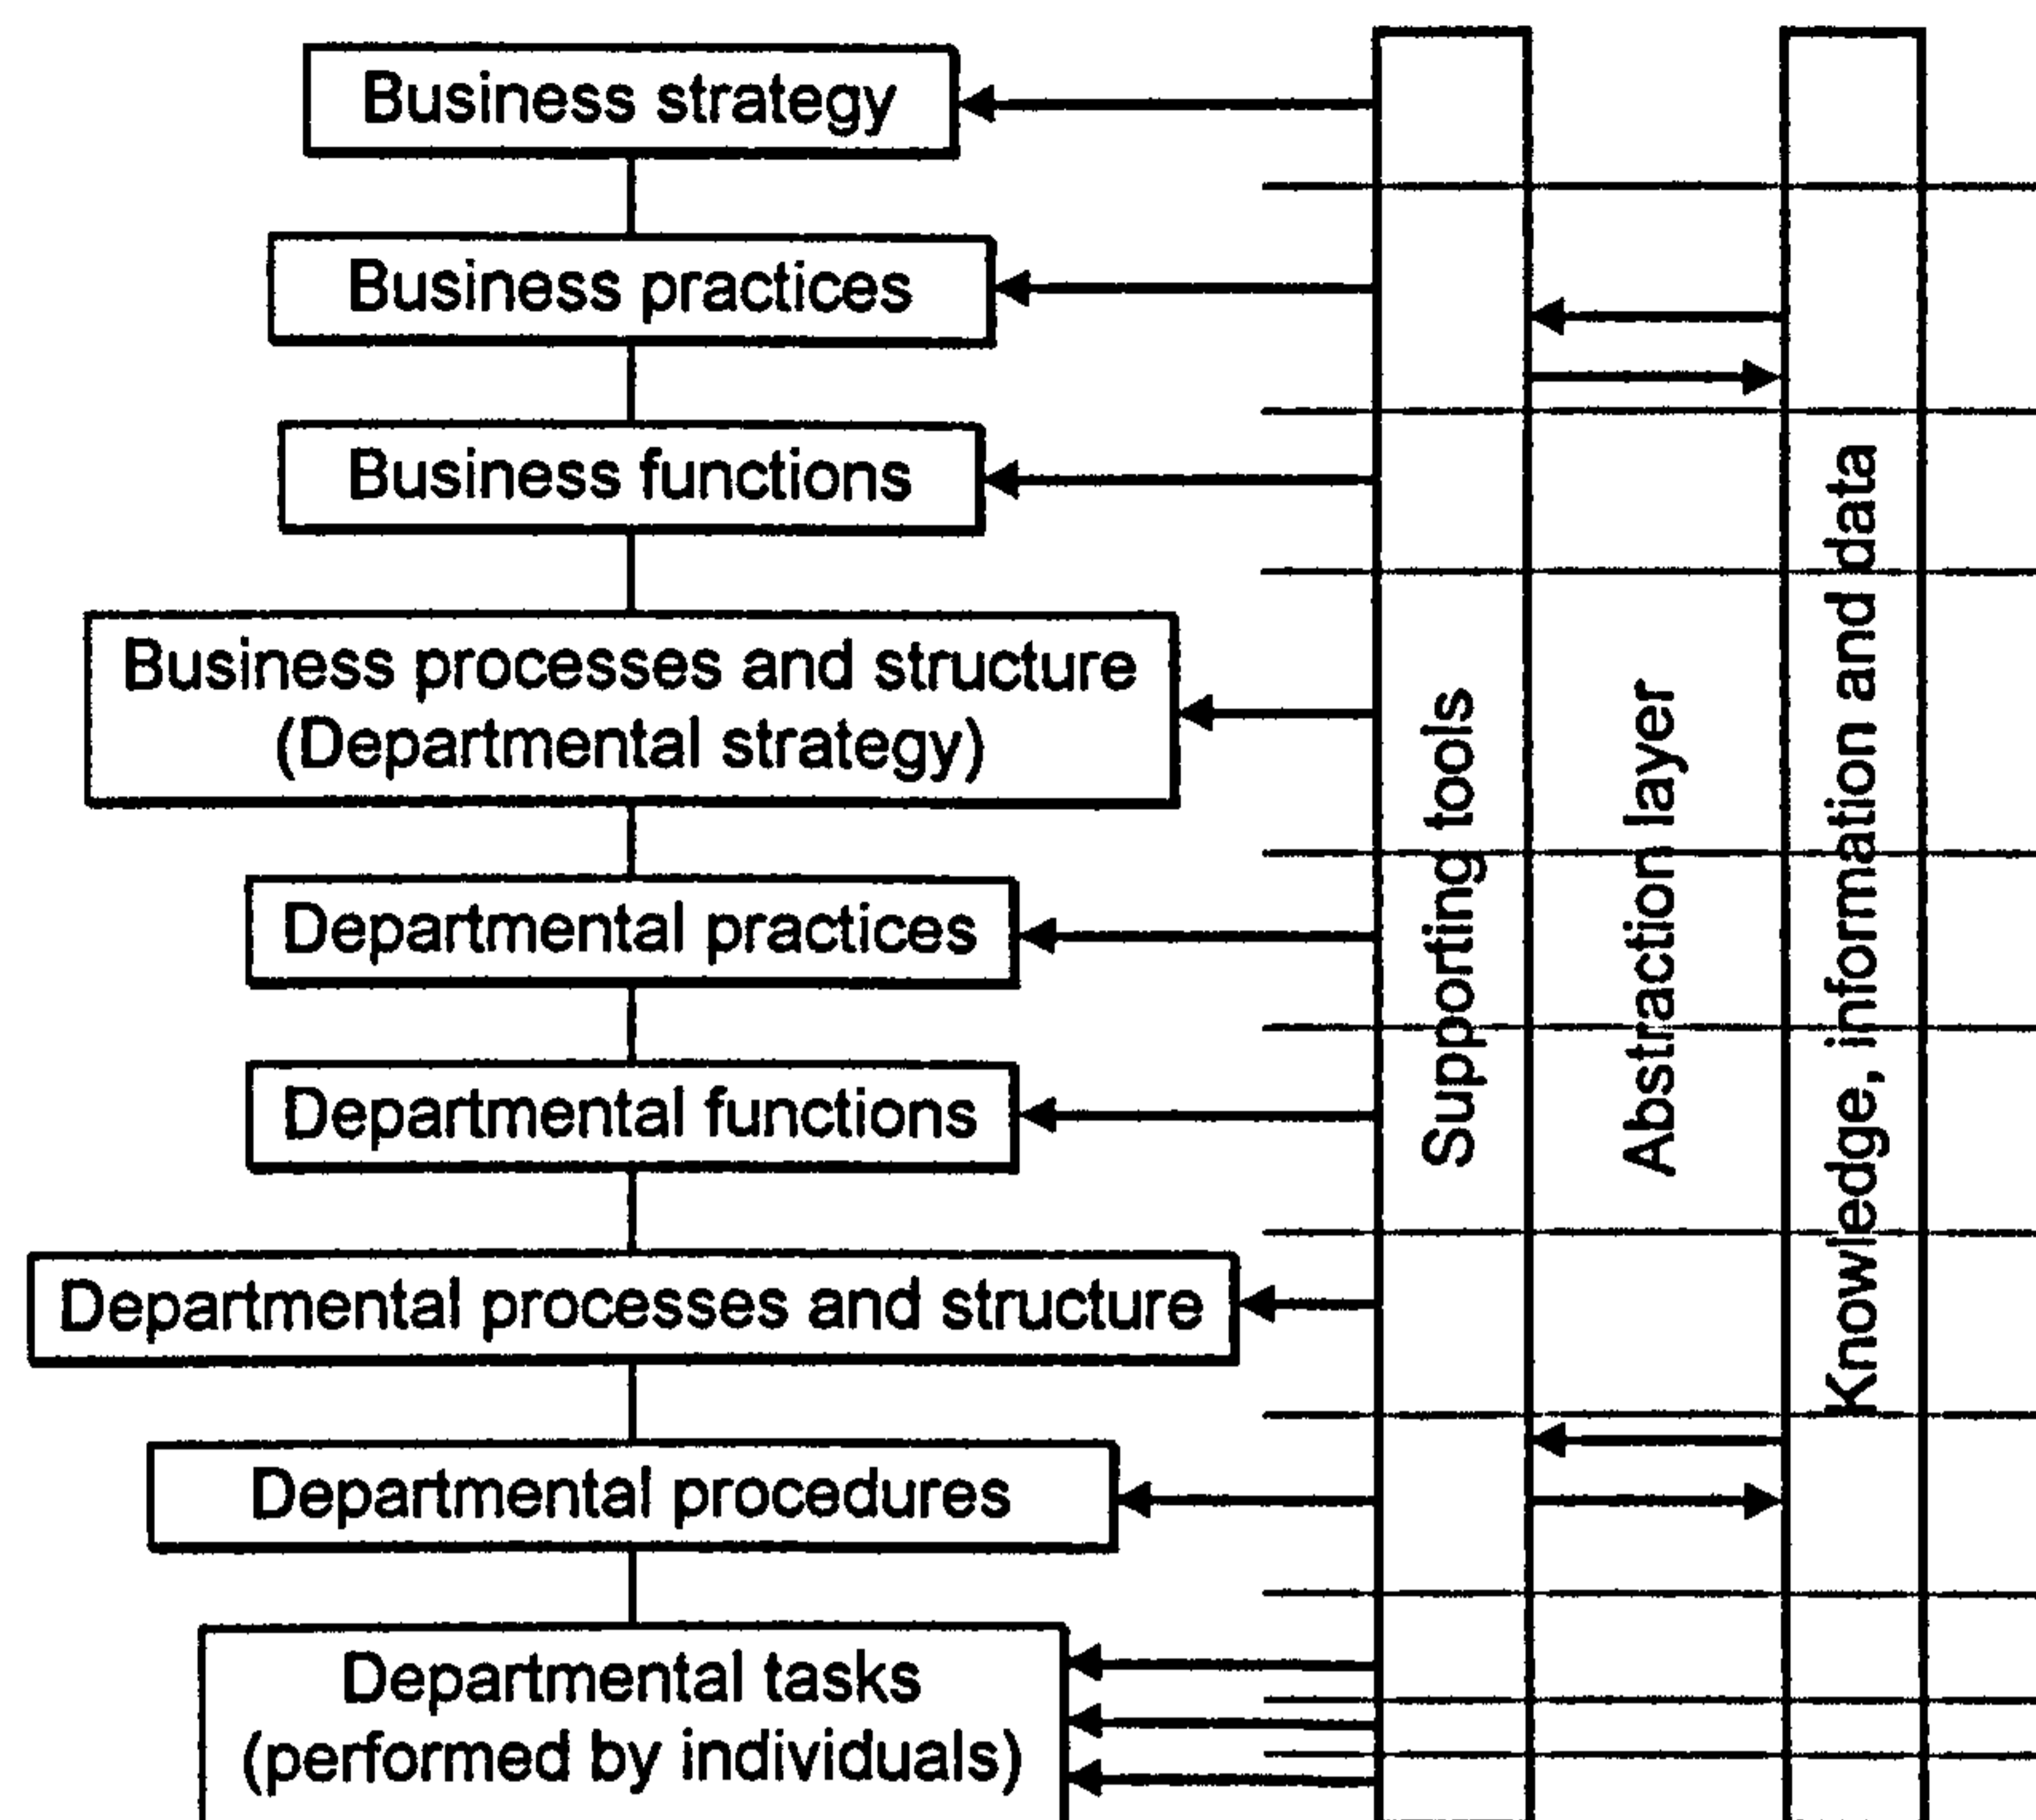 Business strategy
Business practices
Business functions
Business processes and structure
(Departmental strategy)
Departmental practices
Departmental functions
Departmental processes and structure
Departmental procedures
Departmental tasks
(performed by individuals)
Supporting tools
Abstraction layer
Knowledge, information and data